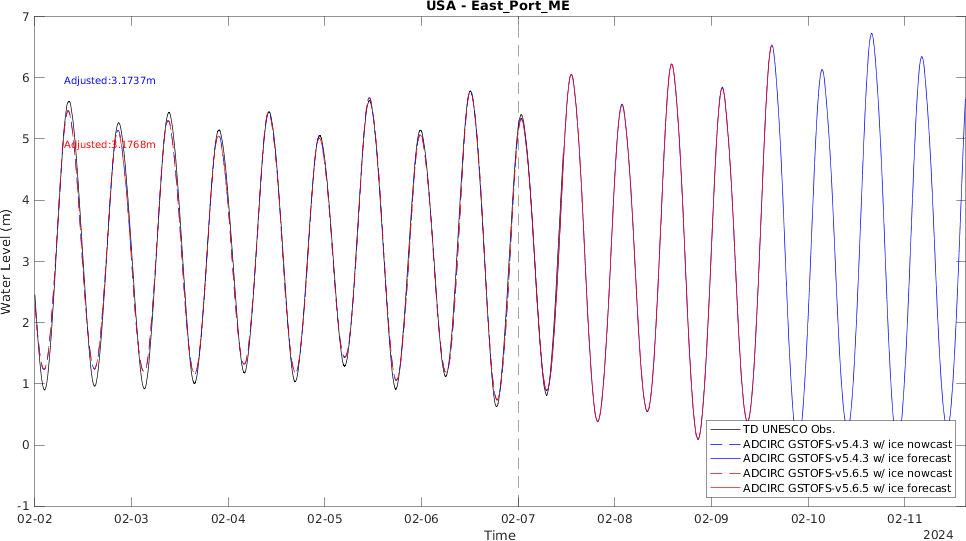 USA - East_Port_ME
7
6
5
4
3
2
1
0
-1
Water Level (m)
Adjusted:3.1737m
Adjusted:3.1768m
TD UNESCO Obs.
ADCIRC GSTOFS-v5.4.3 w/ ice nowcast
ADCIRC GSTOFS-v5.4.3 w/ ice forecast
ADCIRC GSTOFS-v5.6.5 w/ ice nowcast
ADCIRC GSTOFS-v5.6.5 w/ ice forecast
02-02 02-03 02-04 02-05 02-06 02-07 02-08 02-09 02-10 02-11
Time
2024